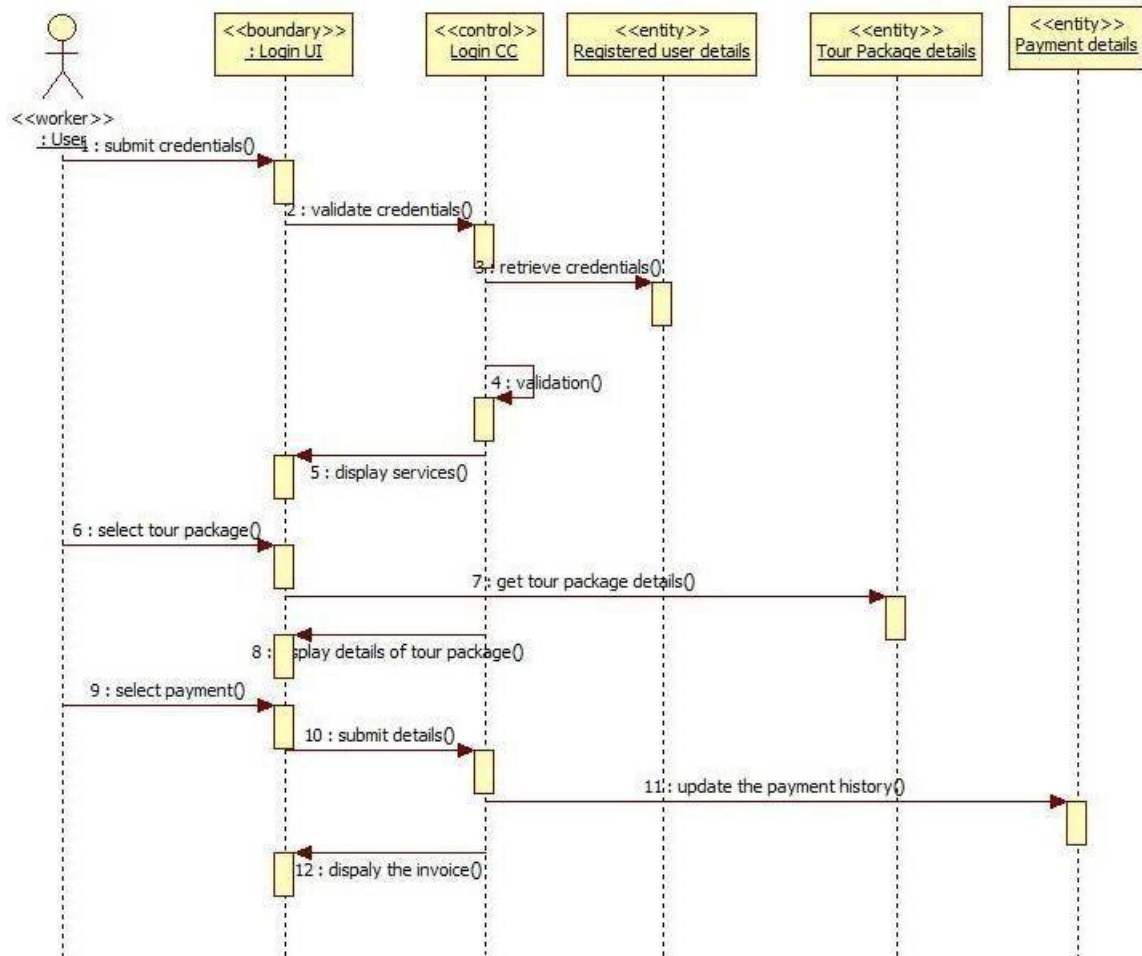 <<boundary>>
: Login UI
<<control>>
Login CC
<<entity>>
Registered user details
<<entity>>
Tour Package details
<<entity>>
Payment details
<<worker>>
: User
1 : submit credentials()
2 : validate credentials()
3 : retrieve credentials()
4 : validation()
5 : display services()
6 : select tour package()
7 : get tour package details()
8 : display details of tour package()
9 : select payment()
10 : submit details()
11 : update the payment history()
12 : dispaly the invoice()